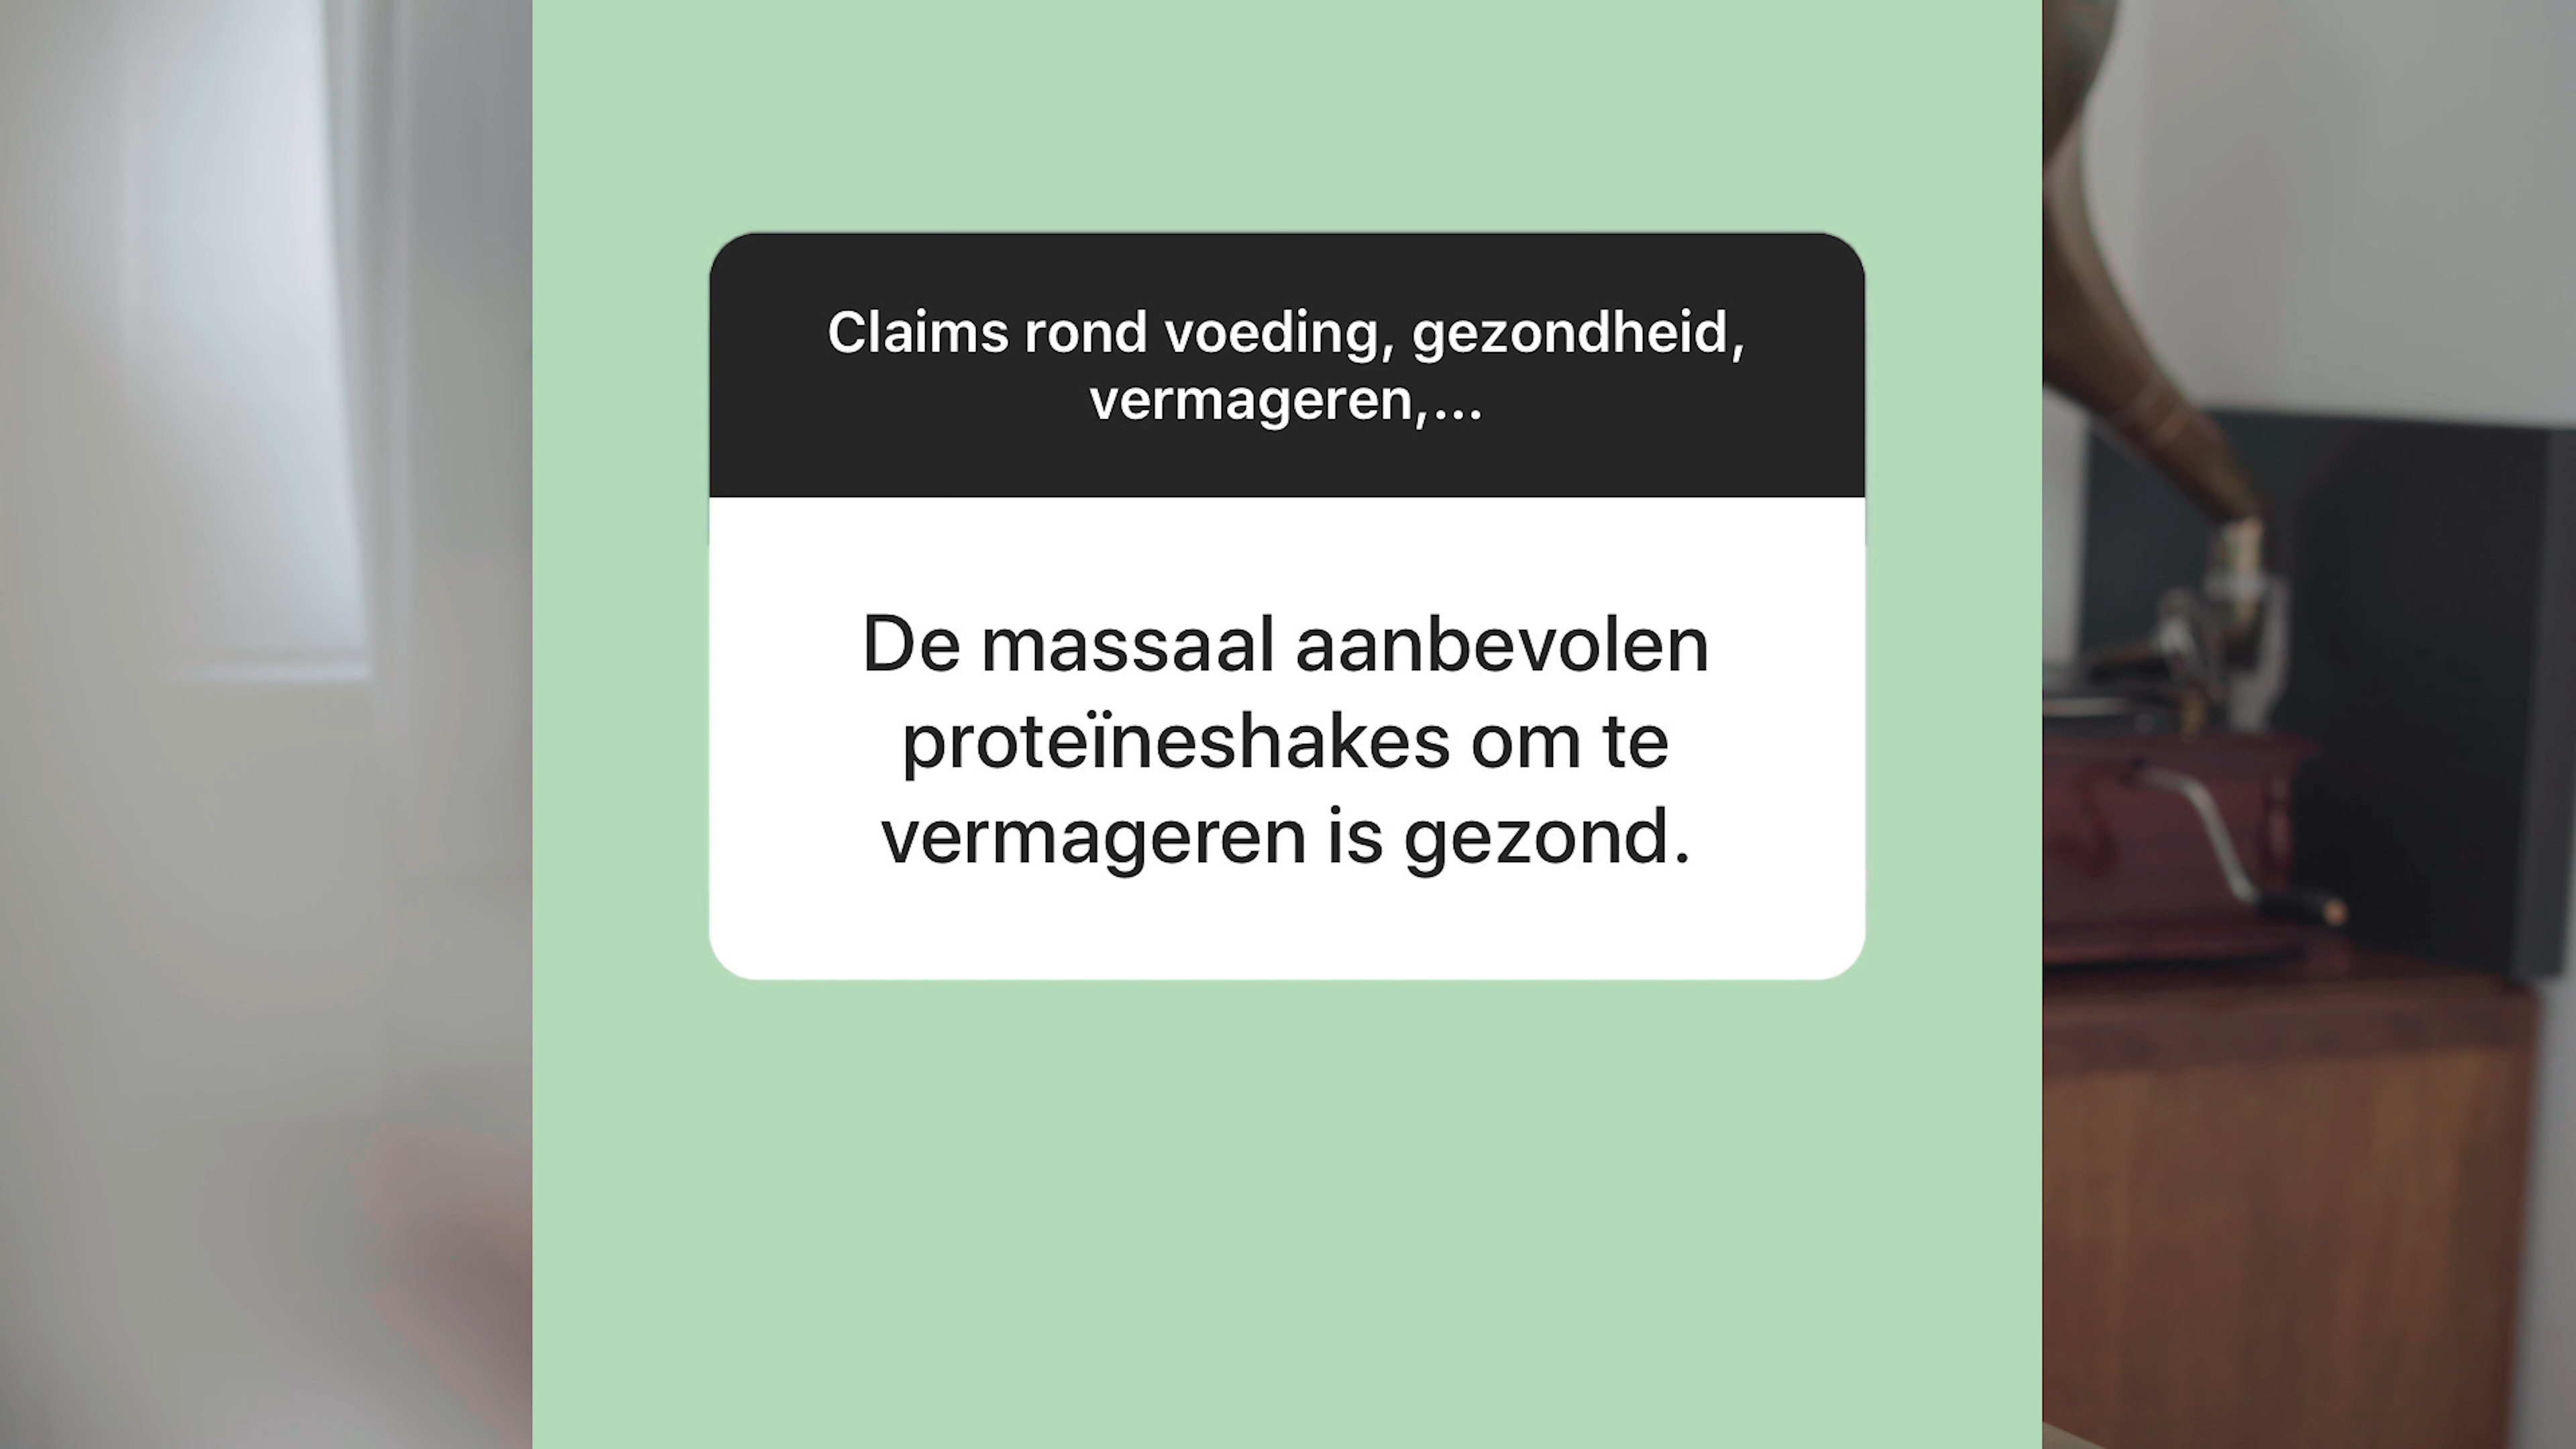 Claims rond voeding, gezondheid,
vermageren,...
De massaal aanbevolen
proteïneshakes om te
vermageren is gezond.